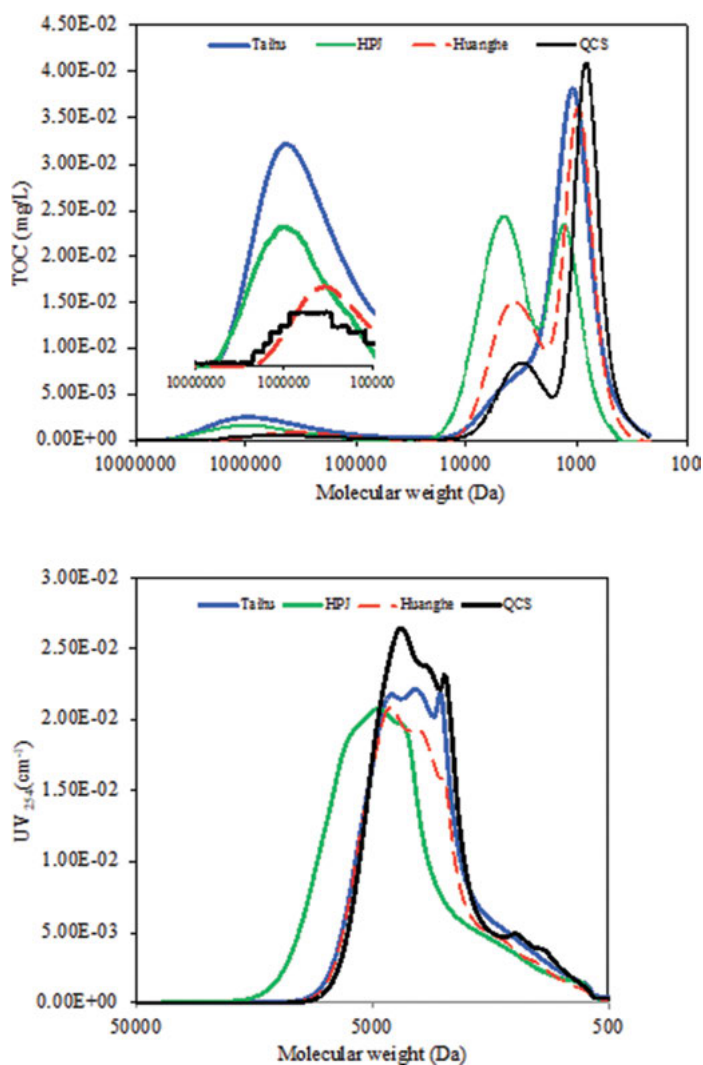 4.50E-02
Taihu HPJ Huanghe QCS
4.00E-02
3.50E-02
3.00E-02
2.50E-02
2.00E-02
1.50E-02
1.00E-02
5.00E-03
0.00E+00
TOC (mg/L)
10000000 1000000 100000
10000000 1000000 100000 10000 1000 100
Molecular weight (Da)
3.00E-02
Taihu HPJ Huanghe QCS
2.50E-02
2.00E-02
1.50E-02
1.00E-02
5.00E-03
0.00E+00
UV254(cm-1)
50000 5000 500
Molecular weight (Da)